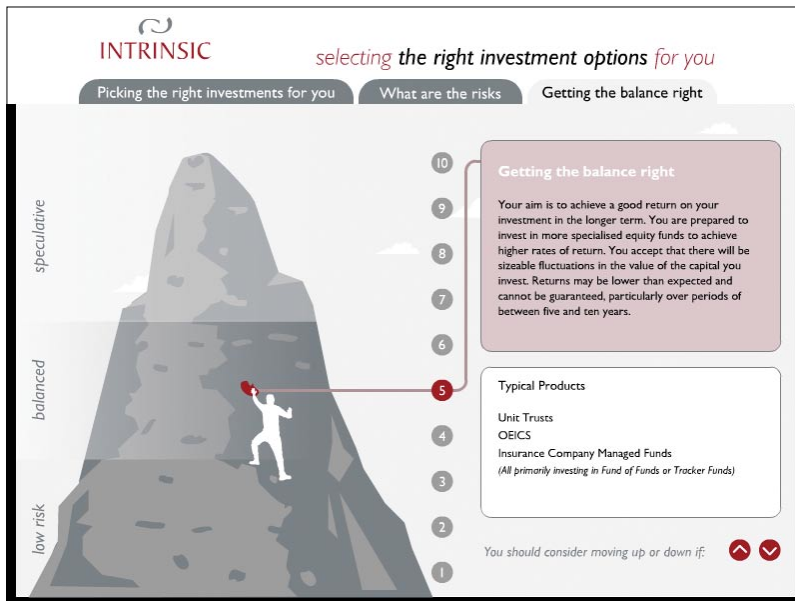 INTRINSIC
selecting the right investment options for you
Picking the right investments for you
What are the risks
Getting the balance right
speculative
balanced
low risk
10
9
8
7
6
5
4
3
2
1
Getting the balance right
Your aim is to achieve a good return on your
investment in the longer term. You are prepared to
invest in more specialised equity funds to achieve
higher rates of return. You accept that there will be
sizeable fluctuations in the value of the capital you
invest. Returns may be lower than expected and
cannot be guaranteed, particularly over periods of
between five and ten years.
Typical Products
Unit Trusts
OEICS
Insurance Company Managed Funds
(All primarily investing in Fund of Funds or Tracker Funds)
You should consider moving up or down if: